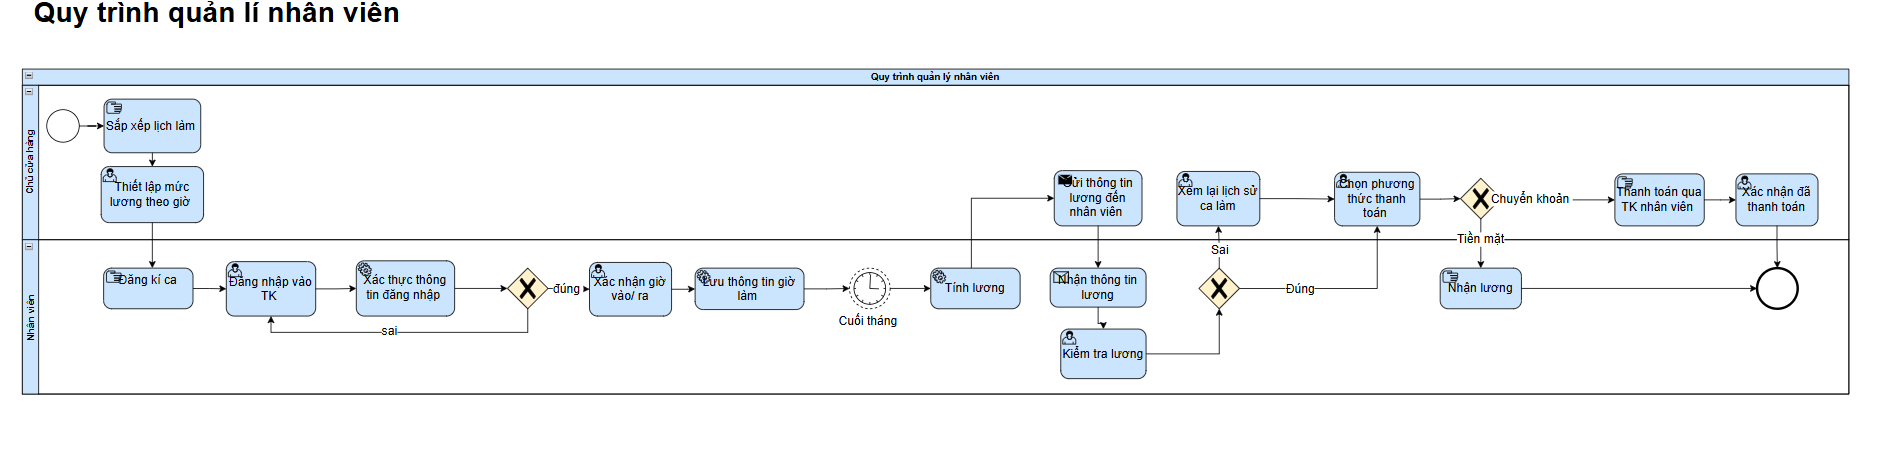 Quy trình quản lí nhân viên
Quy trình quản lý nhân viên
Chủ cửa hàng
Sắp xếp lịch làm
Thiết lập mức
lương theo giờ
Gửi thông tin
lương đến
nhân viên
Xem lại lịch sử
ca làm
Chọn phương
thức thanh
toán
Chuyển khoản
Thanh toán qua
TK nhân viên
Xác nhận đã
thanh toán
Tiền mặt
Sai
Nhân viên
Đăng kí ca
Đăng nhập vào
TK
Xác thực thông
tin đăng nhập
đúng
sai
Xác nhận giờ
vào/ ra
Lưu thông tin giờ
làm
Cuối tháng
Tính lương
Nhận thông tin
lương
Kiểm tra lương
Đúng
Nhận lương